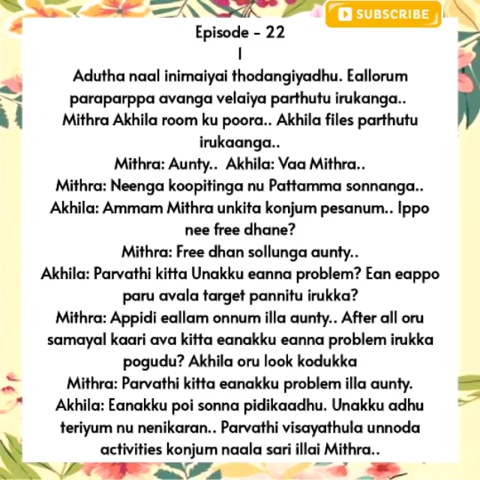 SUBSCRIBE
Episode - 22
1
Adutha naal inimaiyai thodangiyadhu. Eallorum
paraparppa avanga velaiya parthutu irukanga..
Mithra Akhila room ku poora.. Akhila files parthutu
irukaanga..
Mithra: Aunty.. Akhila: Vaa Mithra..
Mithra: Neenga koopitinga nu Pattamma sonnanga..
Akhila: Ammam Mithra unkita konjum pesanum.. Ippo
nee free dhane?
Mithra: Free dhan sollunga aunty..
Akhila: Parvathi kitta Unakku eanna problem? Ean eappo
paru avala target pannitu irukka?
Mithra: Appidi eallam onnum illa aunty.. After all oru
samayal kaari ava kitta eanakku eanna problem irukka
pogudu? Akhila oru look kodukka
Mithra: Parvathi kitta eanakku problem illa aunty.
Akhila: Eanakku poi sonna pidikaadhu. Unakku adhu
teriyum nu nenikaran.. Parvathi visayathula unnoda
activities konjum naala sari illai Mithra..